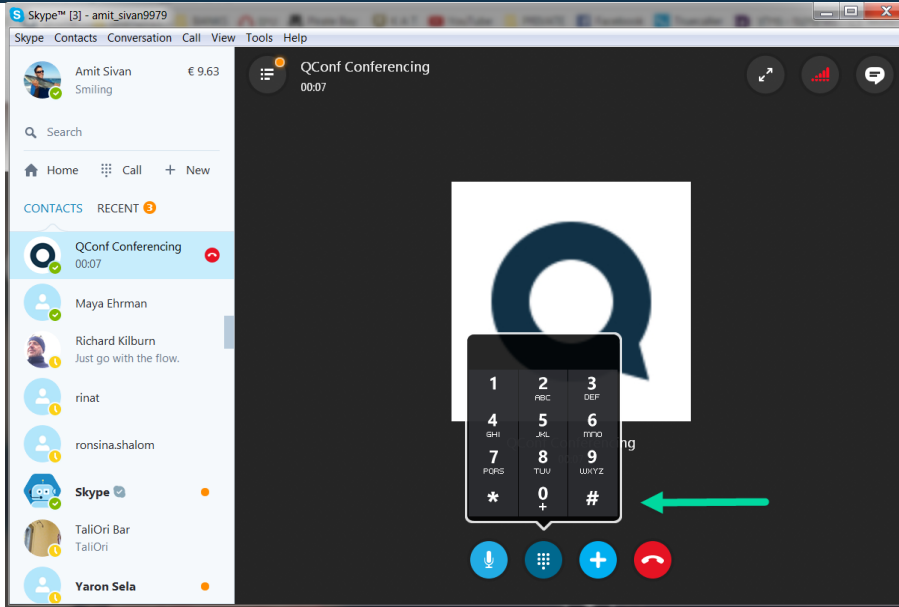 Skype™ [3] - amit_sivan9979
Skype Contacts Conversation Call View Tools Help
Amit Sivan € 9.63
Smiling
Search
Home Call New
CONTACTS RECENT 3
QConf Conferencing
00:07
Maya Ehrman
Richard Kilburn
Just go with the flow.
rinat
ronsina.shalom
Skype
TaliOri Bar
TaliOri
Yaron Sela
QConf Conferencing
00:07
1 2 3
ABC DEF
4 5 6
GHI JKL MNO
7 8 9
PQRS TUV WXYZ
* 0 #
+